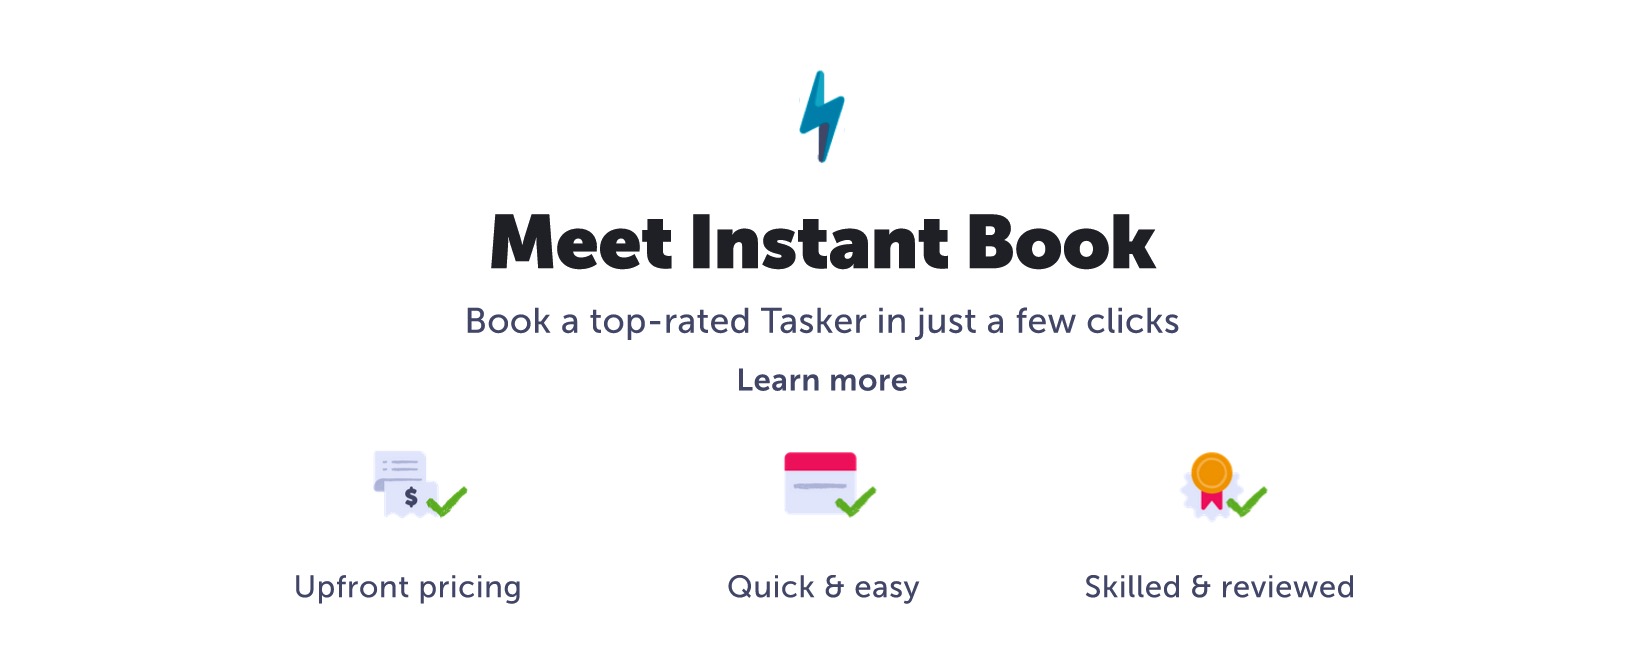 Meet Instant Book
Book a top-rated Tasker in just a few clicks
Learn more
$
Upfront pricing
Quick & easy
Skilled & reviewed